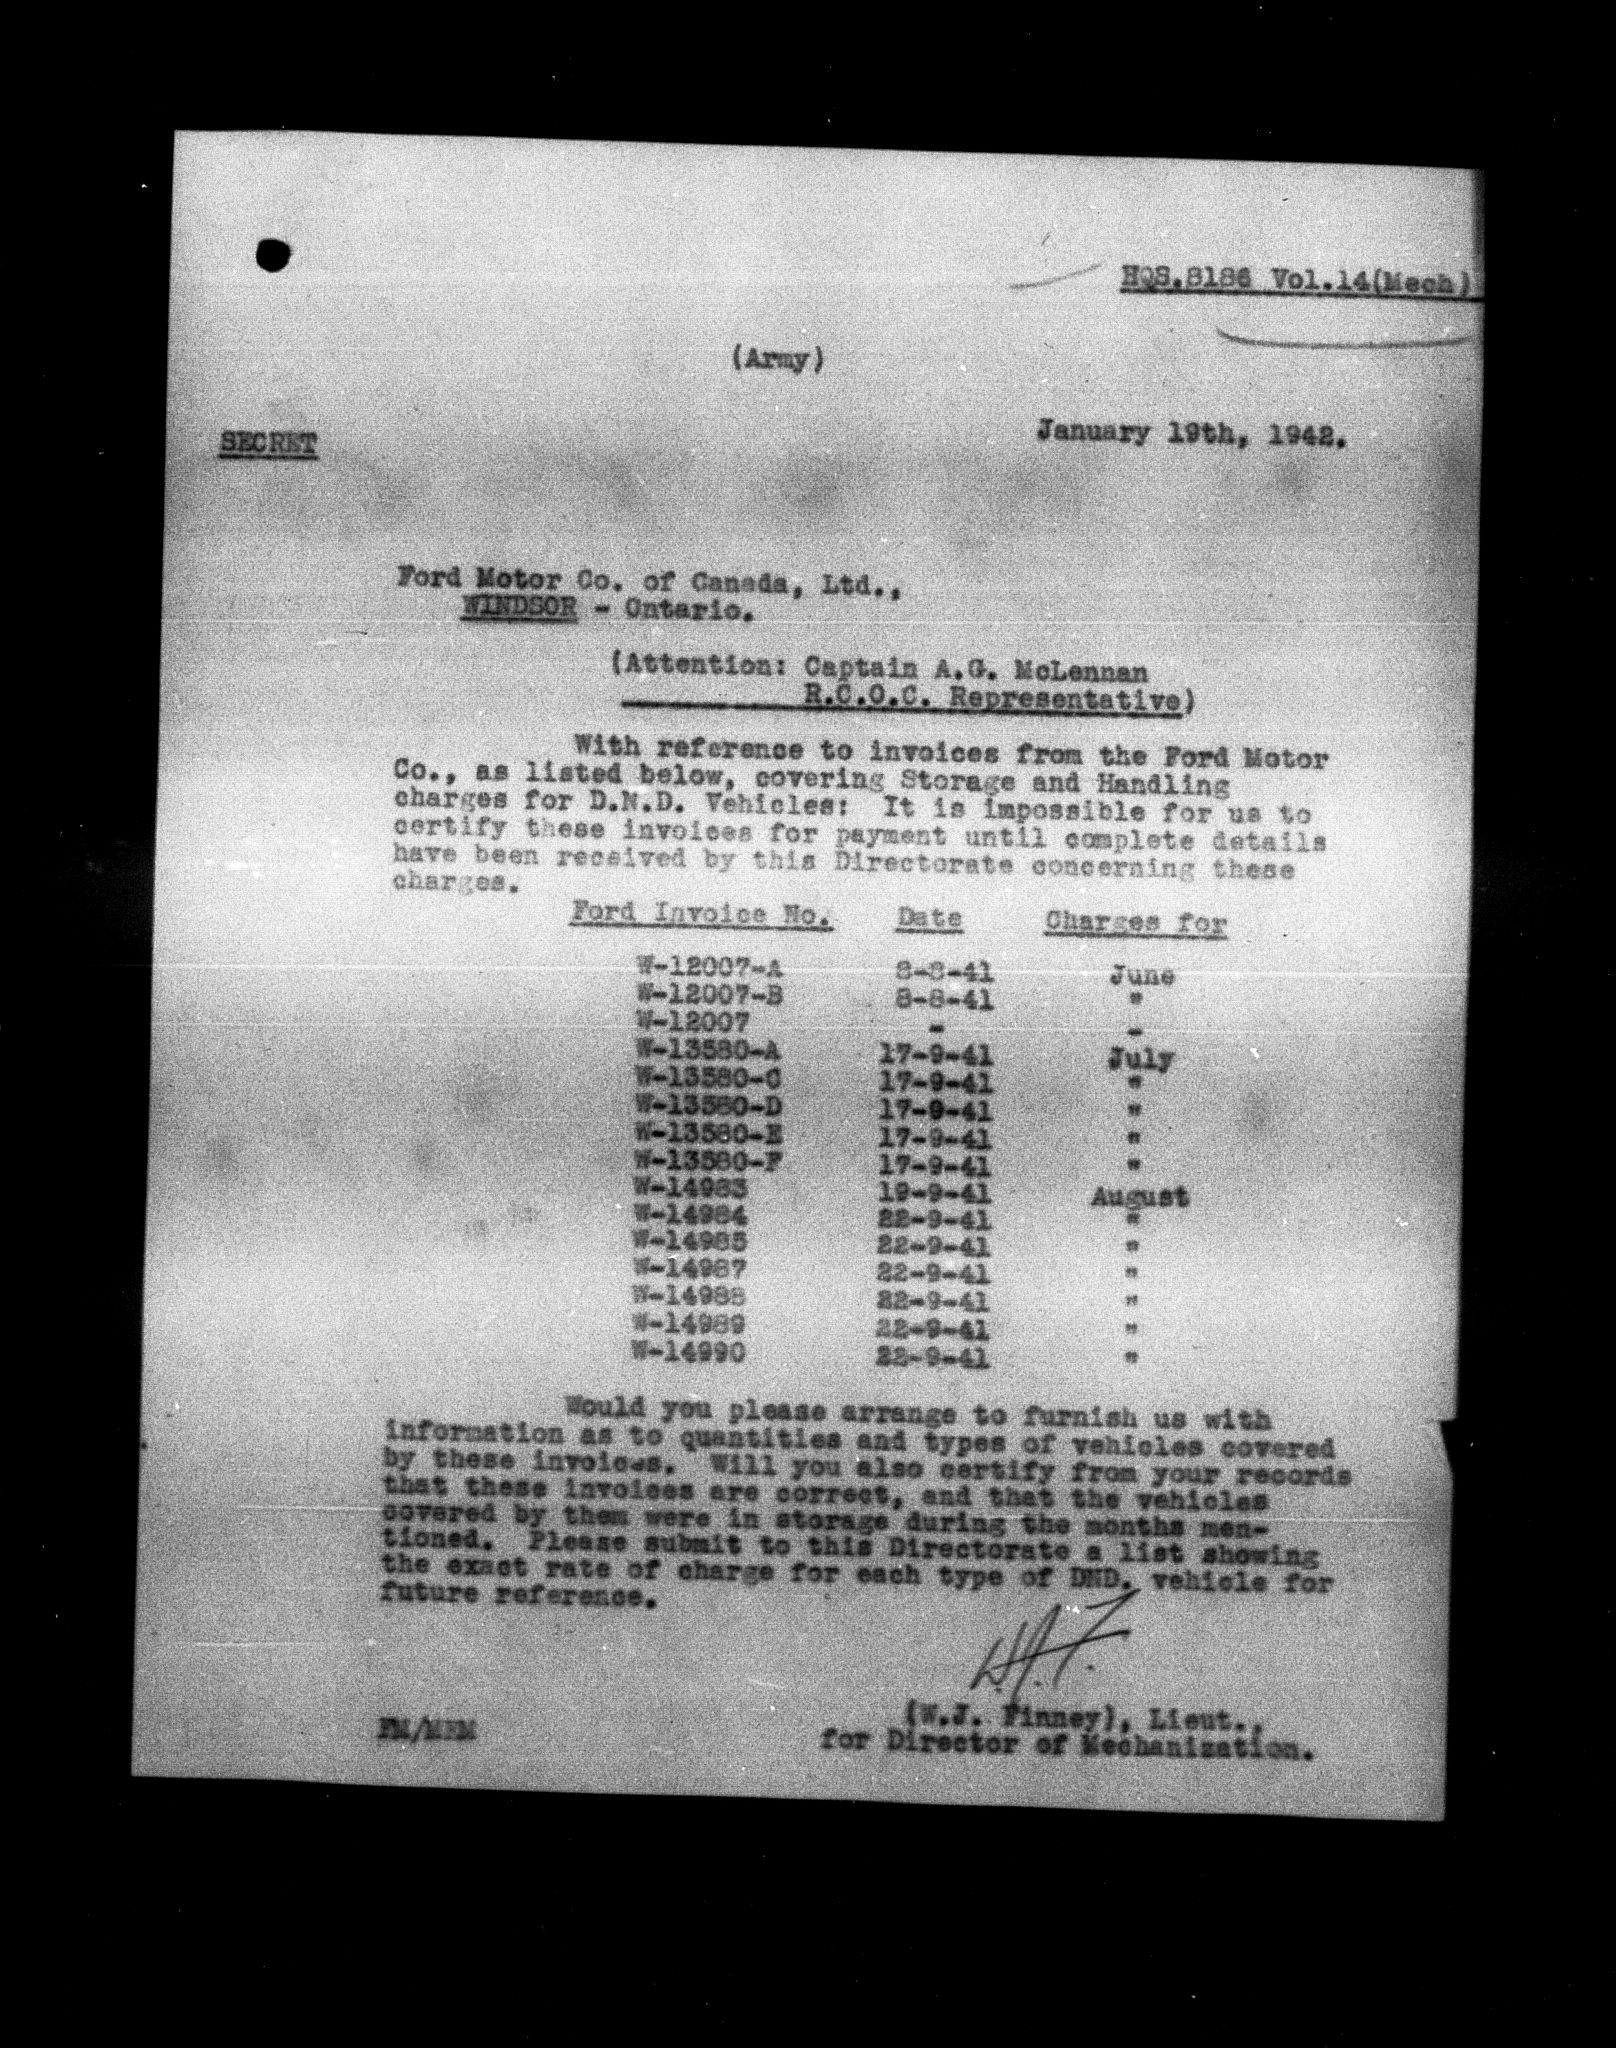 HQS.8186 Vol.14(Mech)
(Army)
SECRET
January 19th, 1942.
Ford Motor Co. of Canada, Ltd.,
WINDSOR - Ontario.
(Attention: Captain A.G. McLennan
R.C.O.C. Representative)
With reference to invoices from the Ford Motor
Co., as listed below, covering Storage and Handling
charges for D.N.D. Vehicles: It is impossible for us to
certify these invoices for payment until complete details
have been received by this Directorate concerning these
charges.
Ford Invoice No. Date Charges for
W-12007-A 8-8-41 June
W-12007-B 8-8-41 "
W-12007 - -
W-13580-A 17-9-41 July
W-13580-C 17-9-41 "
W-13580-D 17-9-41 "
W-13580-E 17-9-41 "
W-13580-F 17-9-41 "
W-14983 19-9-41 August
W-14984 22-9-41 "
W-14985 22-9-41 "
W-14987 22-9-41 "
W-14988 22-9-41 "
W-14989 22-9-41 "
W-14990 22-9-41 "
Would you please arrange to furnish us with
information as to quantities and types of vehicles covered
by these invoices. Will you also certify from your records
that these invoices are correct, and that the vehicles
covered by them were in storage during the months men-
tioned. Please submit to this Directorate a list showing
the exact rate of charge for each type of DND. vehicle for
future reference.
(W.J. Finney), Lieut.,
FM/MEM
for Director of Mechanization.